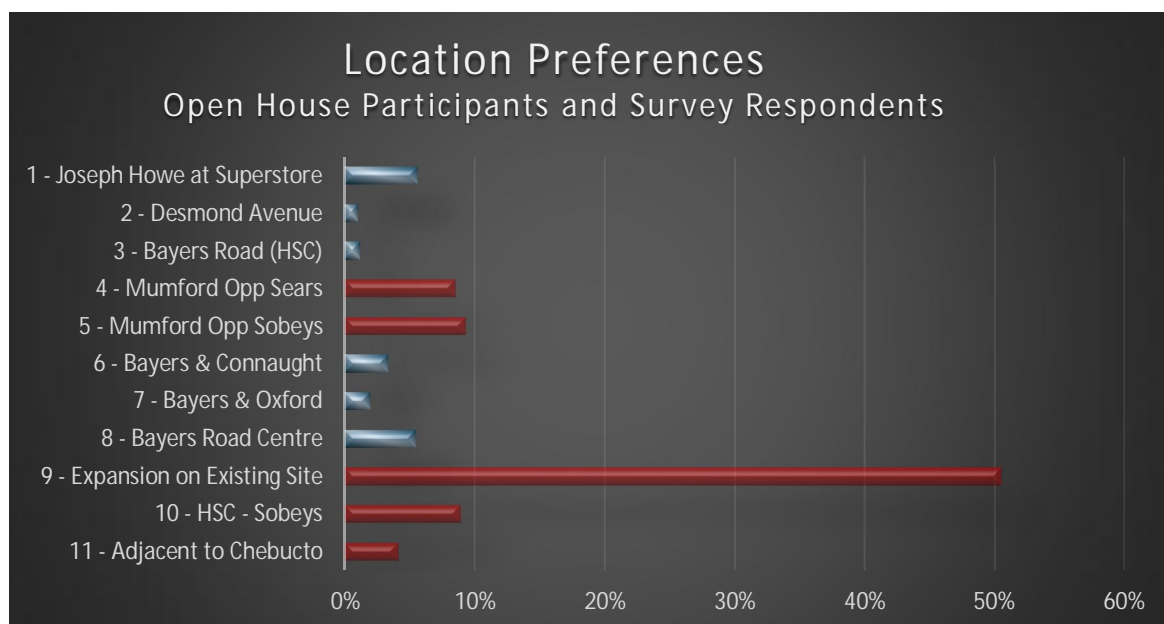 Location Preferences
Open House Participants and Survey Respondents
1 - Joseph Howe at Superstore
2 - Desmond Avenue
3 - Bayers Road (HSC)
4 - Mumford Opp Sears
5 - Mumford Opp Sobeys
6 - Bayers & Connaught
7 - Bayers & Oxford
8 - Bayers Road Centre
9 - Expansion on Existing Site
10 - HSC - Sobeys
11 - Adjacent to Chebucto
0% 10% 20% 30% 40% 50% 60%